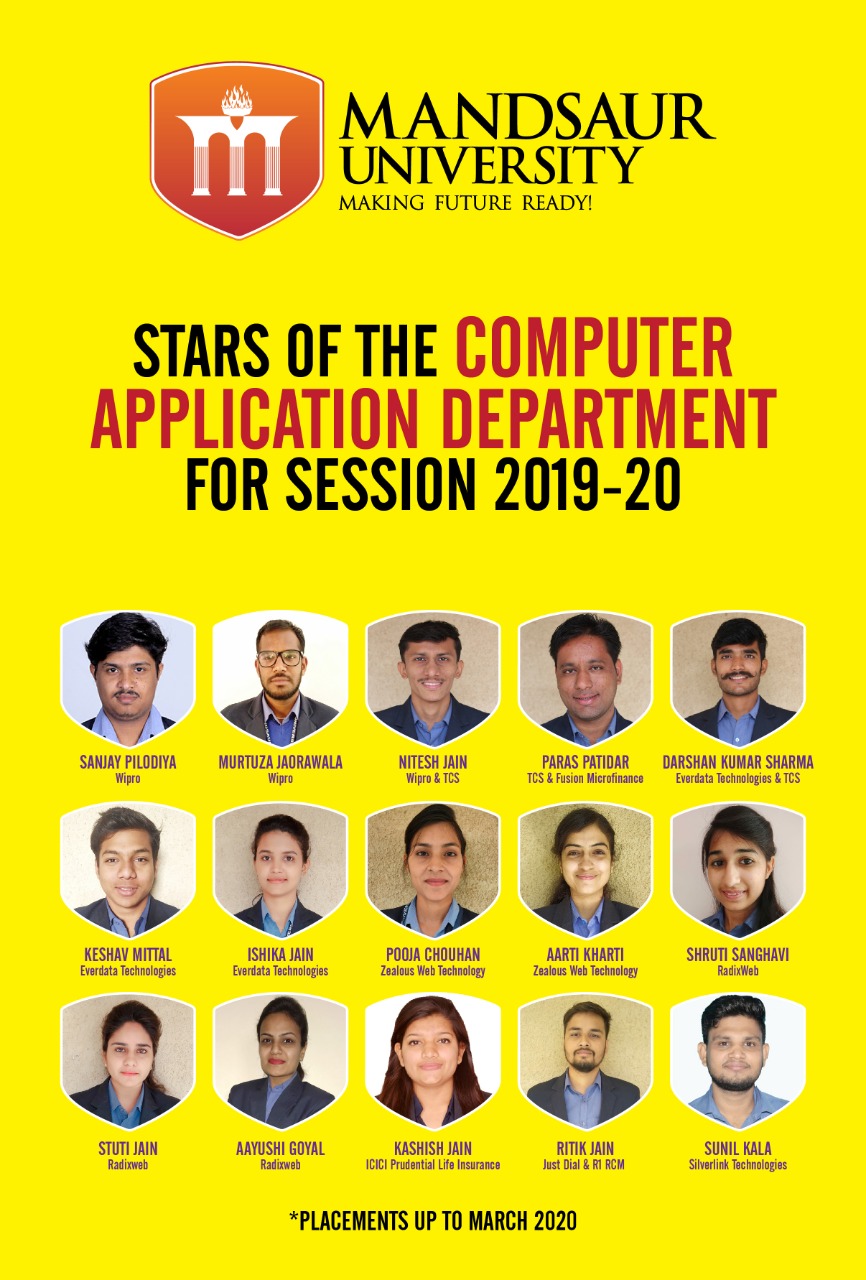 MANDSAUR
UNIVERSITY
MAKING FUTURE READY!
STARS OF THE COMPUTER
APPLICATION DEPARTMENT
FOR SESSION 2019-20
SANJAY PILODIYA
Wipro
MURTUZA JAORAWALA
Wipro
NITESH JAIN
Wipro & TCS
PARAS PATIDAR
TCS & Fusion Microfinance
DARSHAN KUMAR SHARMA
Everdata Technologies & TCS
KESHAV MITTAL
Everdata Technologies
ISHIKA JAIN
Everdata Technologies
POOJA CHOUHAN
Zealous Web Technology
AARTI KHARTI
Zealous Web Technology
SHRUTI SANGHAVI
RadixWeb
STUTI JAIN
Radixweb
AAYUSHI GOYAL
Radixweb
KASHISH JAIN
ICICI Prudential Life Insurance
RITIK JAIN
Just Dial & R1 RCM
SUNIL KALA
Silverlink Technologies
*PLACEMENTS UP TO MARCH 2020